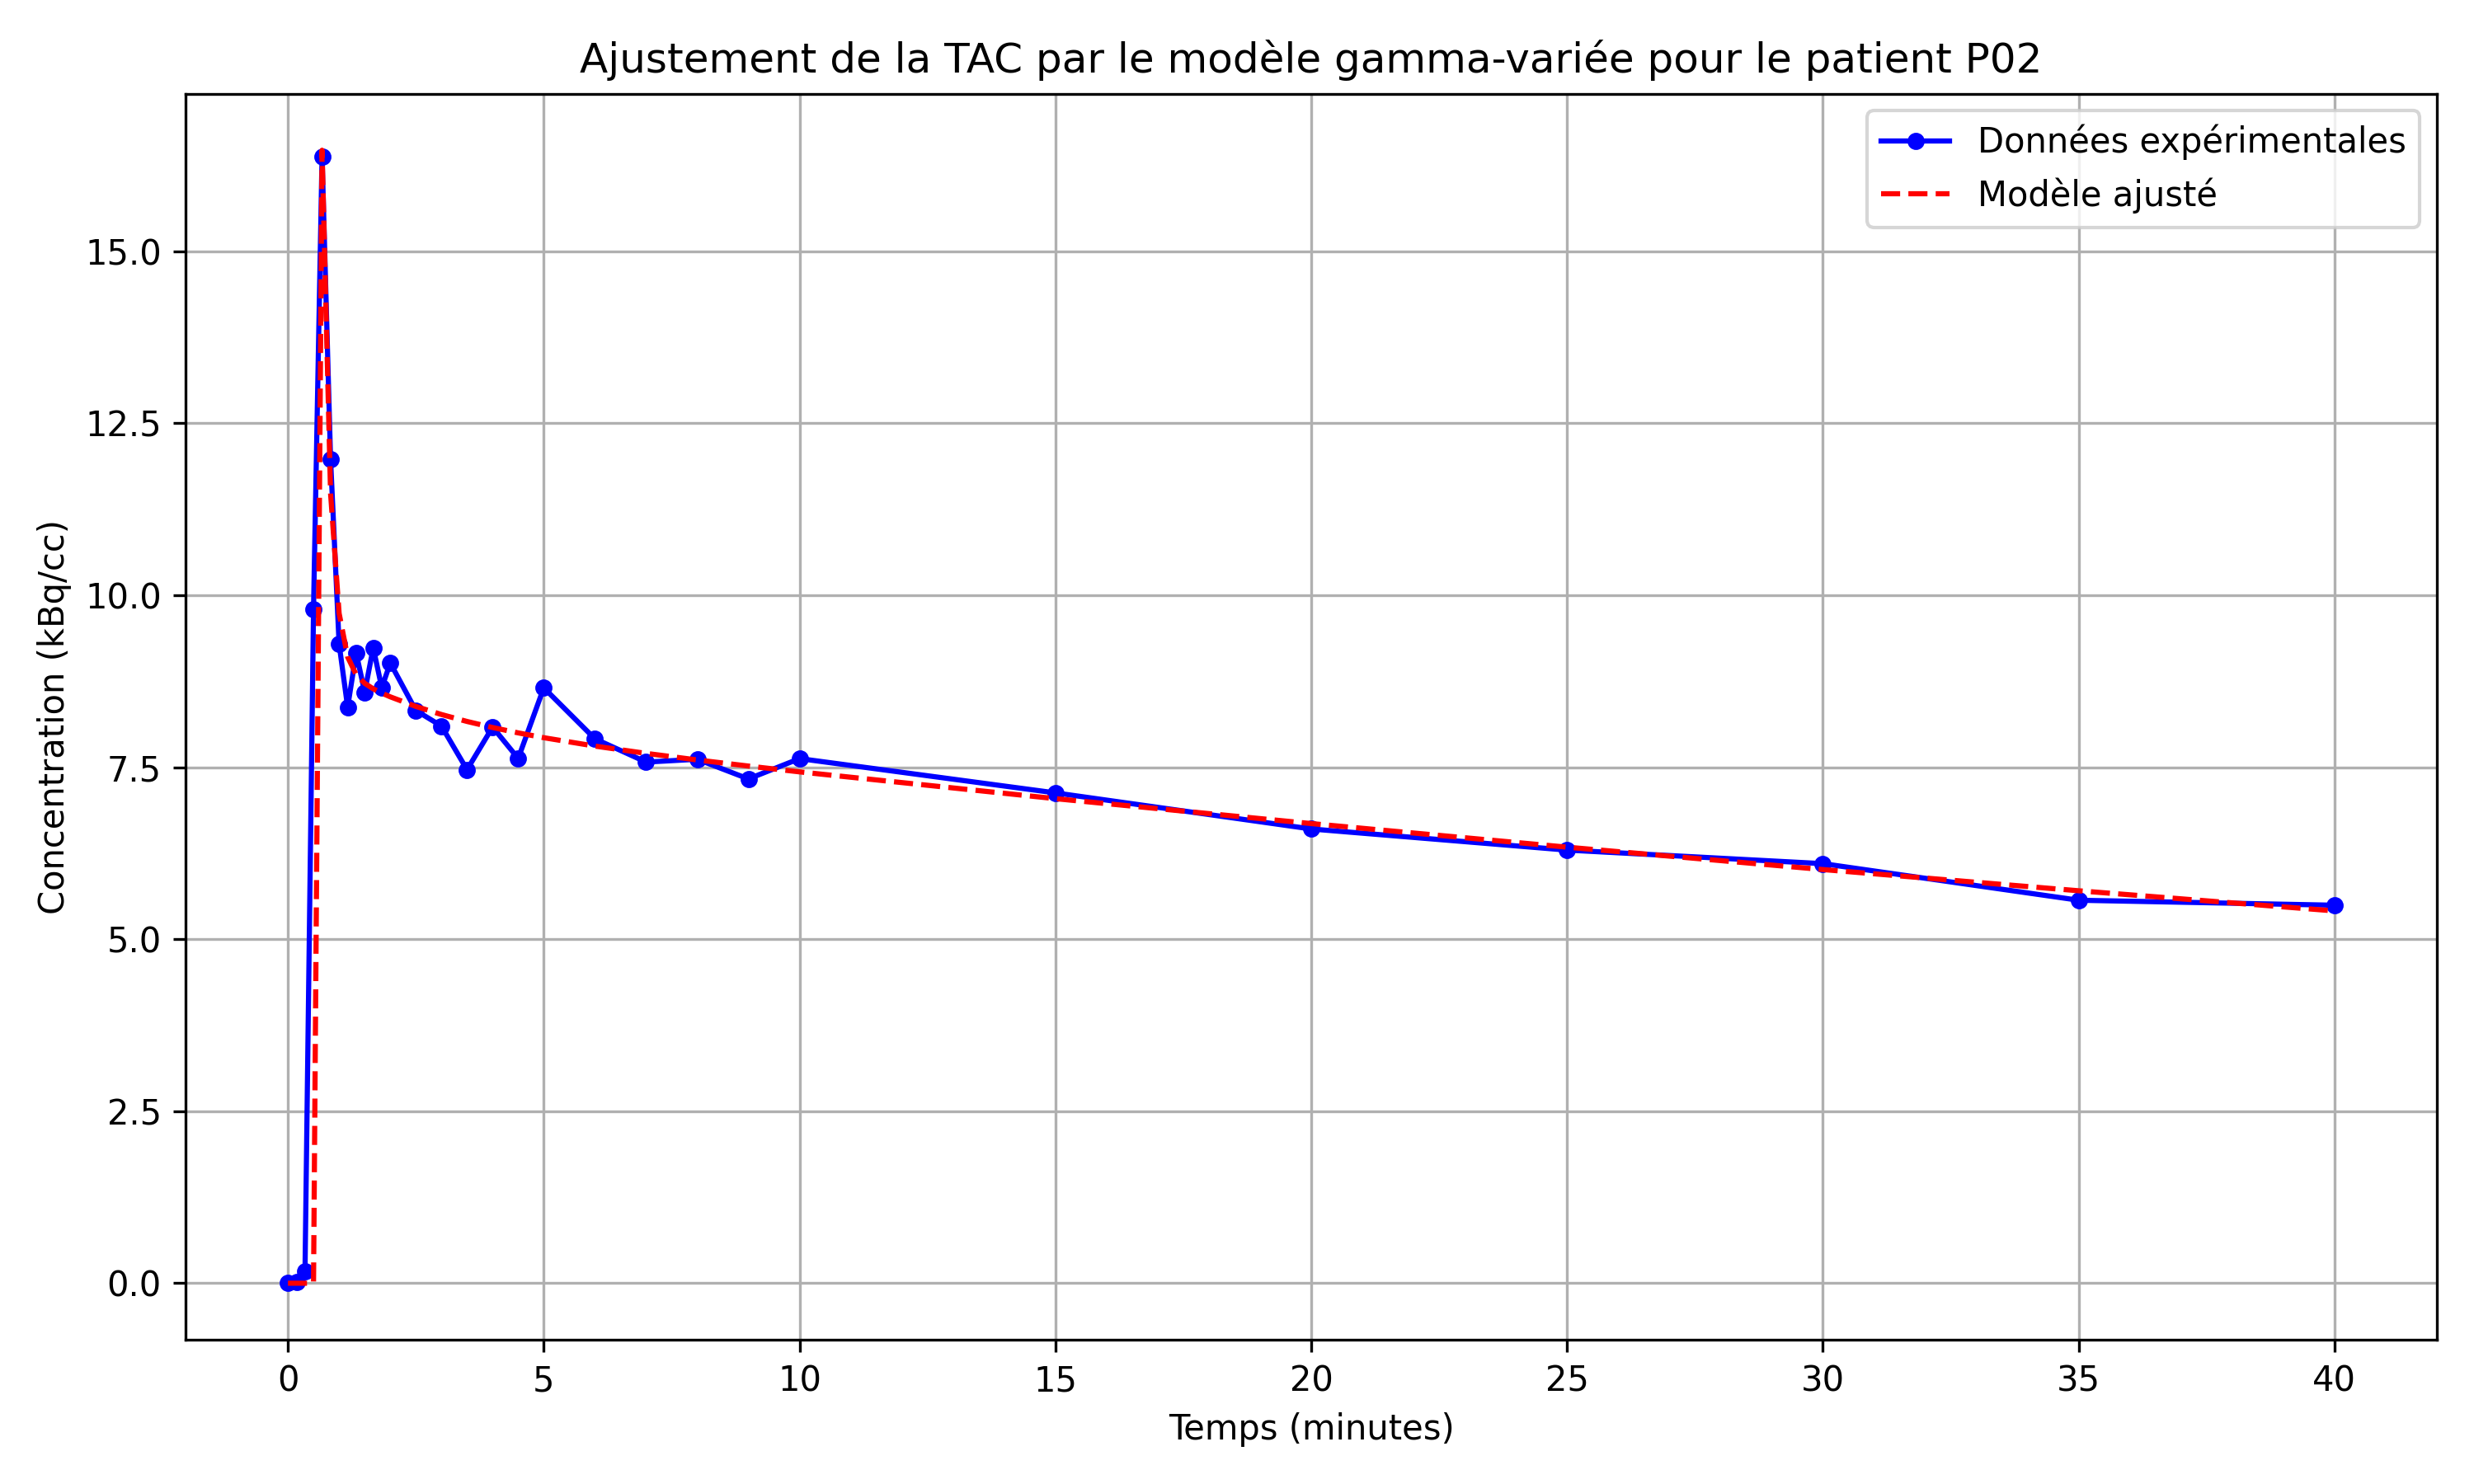 Ajustement de la TAC par le modèle gamma-variée pour le patient P02
Données expérimentales
Modèle ajusté
Concentration (kBq/cc)
15.0
12.5
10.0
7.5
5.0
2.5
0.0
0 5 10 15 20 25 30 35 40
Temps (minutes)